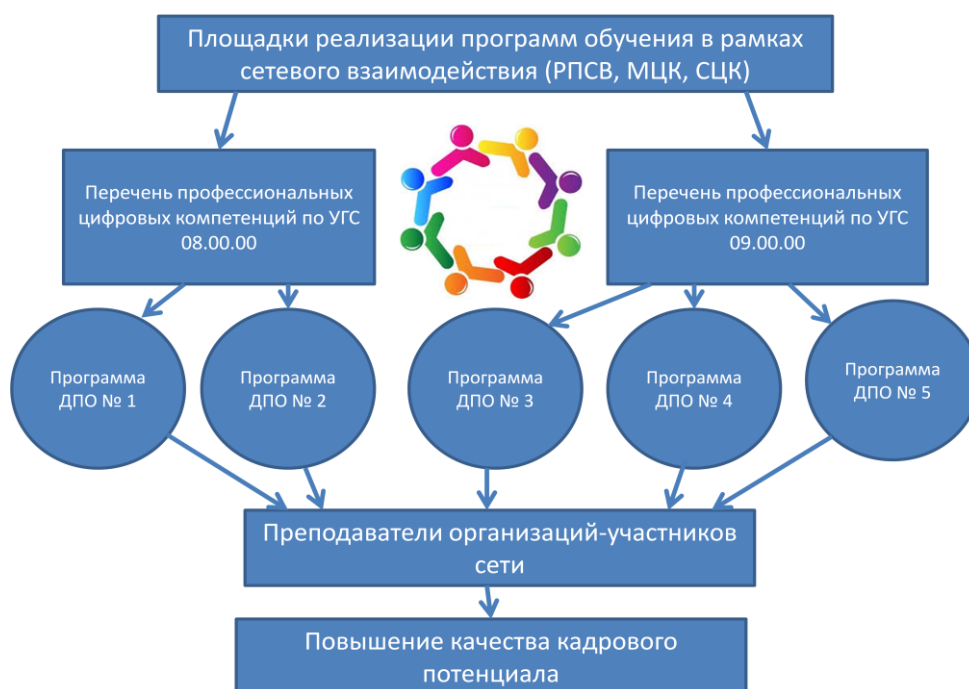 Площадки реализации программ обучения в рамках
сетевого взаимодействия (РПСВ, МЦК, СЦК)
Перечень профессиональных
цифровых компетенций по УГС
08.00.00
Перечень профессиональных
цифровых компетенций по УГС
09.00.00
Программа
ДПО № 1
Программа
ДПО № 2
Программа
ДПО № 3
Программа
ДПО № 4
Программа
ДПО № 5
Преподаватели организаций-участников
сети
Повышение качества кадрового
потенциала